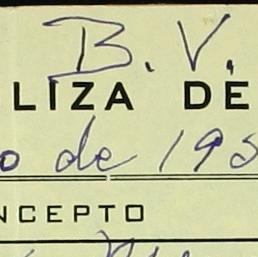 B. V.
LIZA DE
o de 195
NCEPTO